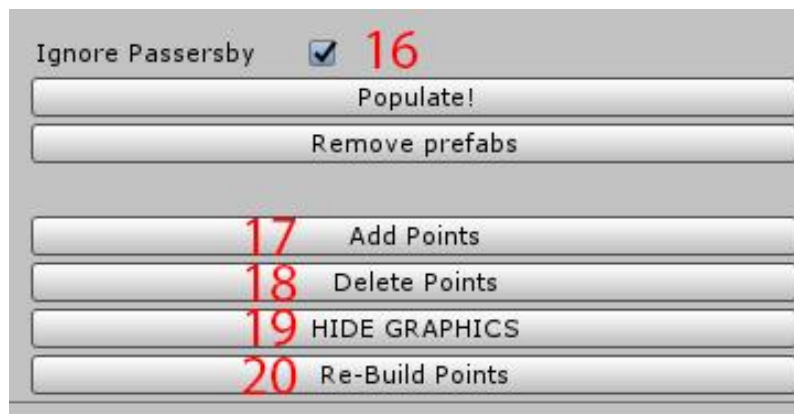 Ignore Passersby 16
Populate!
Remove prefabs
17 Add Points
18 Delete Points
19 HIDE GRAPHICS
20 Re-Build Points